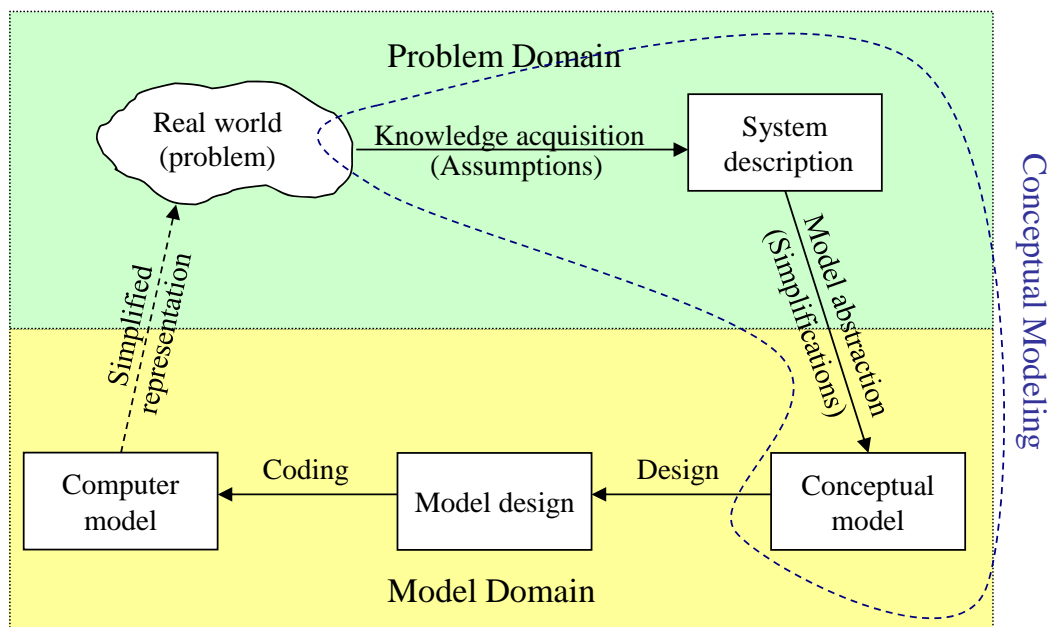 Problem Domain
Real world
(problem)
Knowledge acquisition
(Assumptions)
System
description
Conceptual Modeling
Model abstraction
(Simplifications)
Simplified
representation
Computer
model
Coding
Model design
Design
Conceptual
model
Model Domain